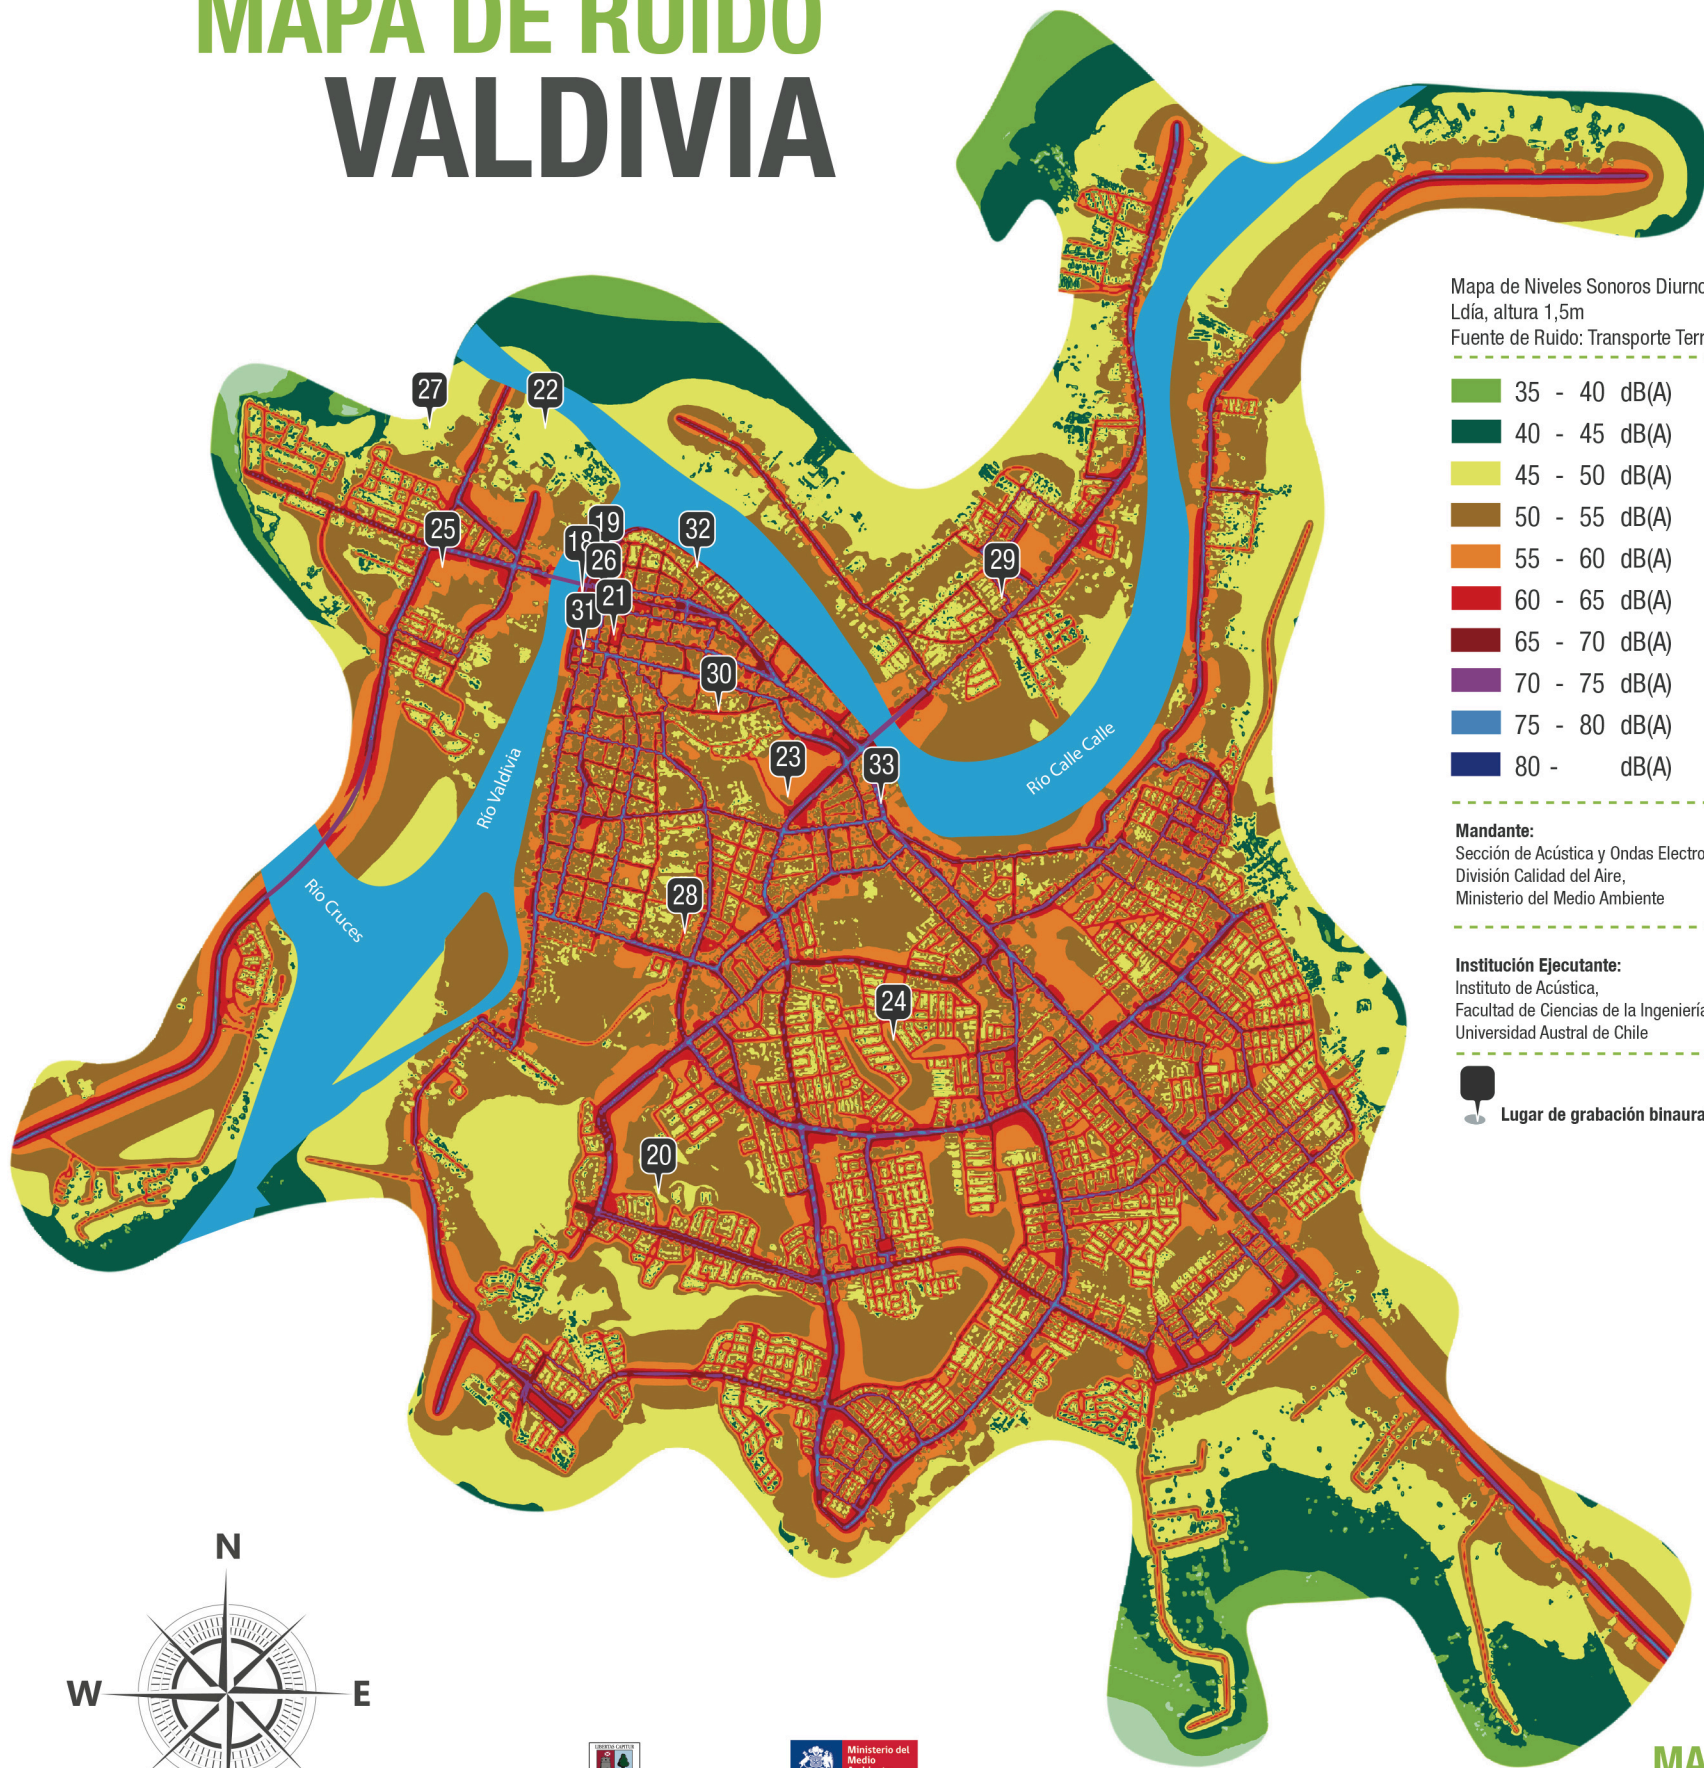 MAPA DE RUIDO
VALDIVIA
27
22
25
18
19
26
32
31
21
29
30
23
33
28
24
20
Río Valdivia
Río Calle Calle
Río Cruces
Mapa de Niveles Sonoros Diurno
Ldía, altura 1,5m
Fuente de Ruido: Transporte Terr
35 - 40 dB(A)
40 - 45 dB(A)
45 - 50 dB(A)
50 - 55 dB(A)
55 - 60 dB(A)
60 - 65 dB(A)
65 - 70 dB(A)
70 - 75 dB(A)
75 - 80 dB(A)
80 - dB(A)
Mandante:
Sección de Acústica y Ondas Electro
División Calidad del Aire,
Ministerio del Medio Ambiente
Institución Ejecutante:
Instituto de Acústica,
Facultad de Ciencias de la Ingeniería
Universidad Austral de Chile
Lugar de grabación binaura
N
W
E
LIBERTAS CAPITUR
Ministerio del
Medio
MA